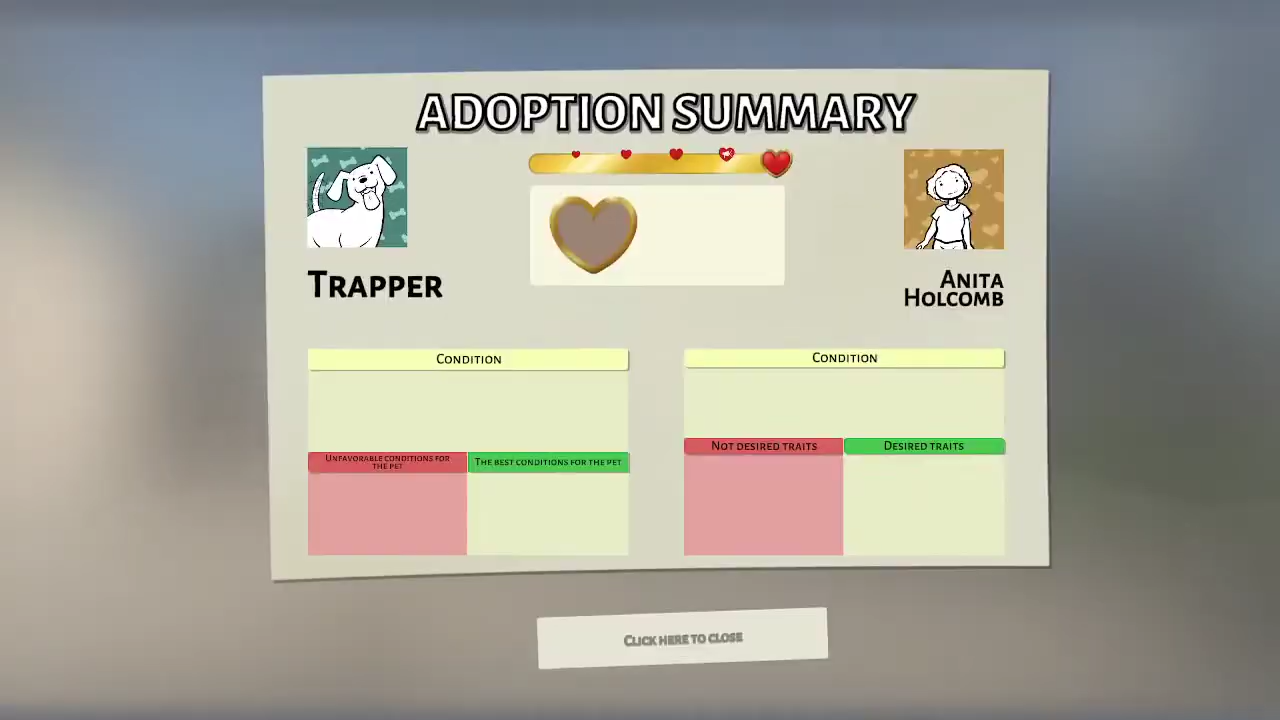 ADOPTION SUMMARY
TRAPPER
ANITA
HOLCOMB
CONDITION
UNFAVORABLE CONDITIONS FOR
THE PET
THE BEST CONDITIONS FOR THE PET
CONDITION
NOT DESIRED TRAITS
DESIRED TRAITS
CLICK HERE TO CLOSE